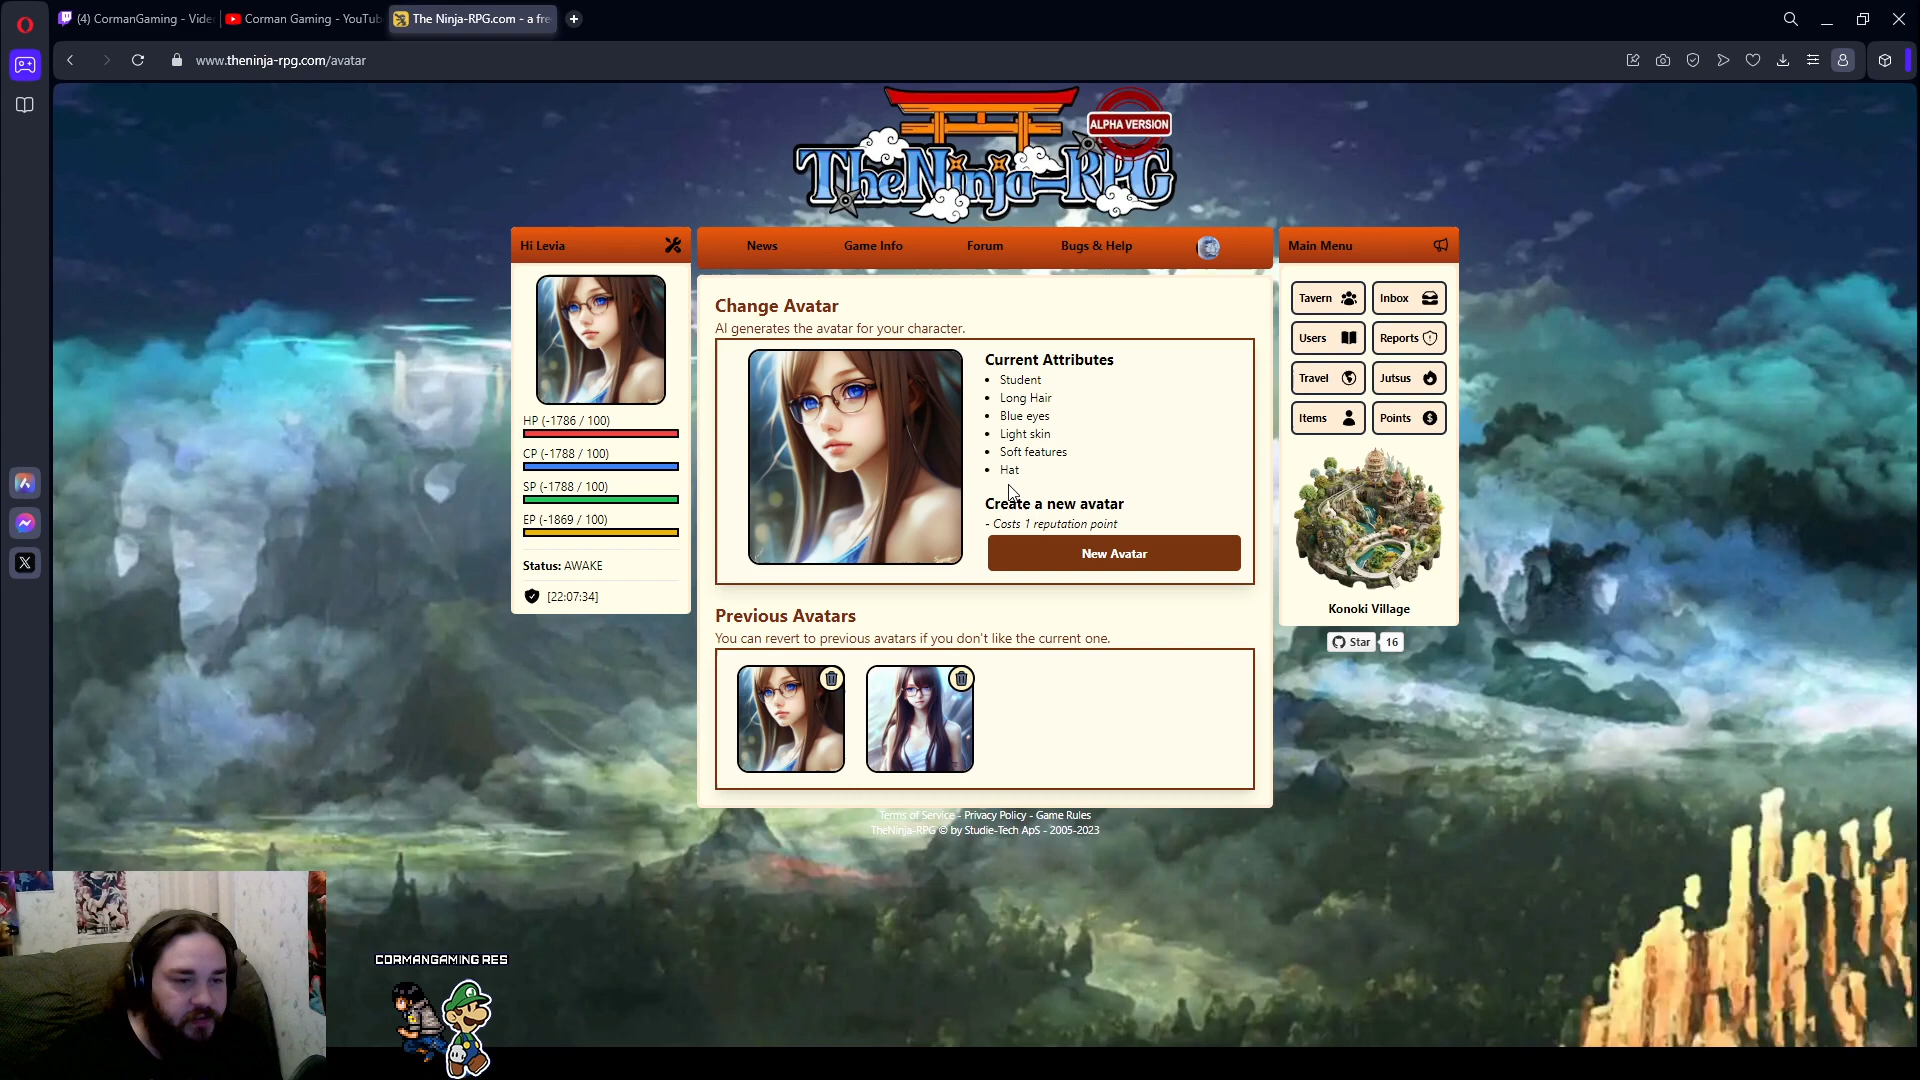 (4) CormanGaming - Vide
Corman Gaming - YouTub
The Ninja-RPG.com - a fre
www.theninja-rpg.com/avatar
ALPHA VERSION
TheNinja-RPG
Hi Levia
News
Game Info
Forum
Bugs & Help
Main Menu
Change Avatar
AI generates the avatar for your character.
Current Attributes
Student
Long Hair
Blue eyes
Light skin
Soft features
Hat
Create a new avatar
- Costs 1 reputation point
New Avatar
HP (-1786 / 100)
CP (-1788 / 100)
SP (-1788 / 100)
EP (-1869 / 100)
Status: AWAKE
[22:07:34]
Tavern
Inbox
Users
Reports
Travel
Jutsus
Items
Points
Konoki Village
Star
16
Previous Avatars
You can revert to previous avatars if you don't like the current one.
Terms of Service - Privacy Policy - Game Rules
TheNinja-RPG © by Studie-Tech ApS - 2005-2023
CORMANGAMING RES